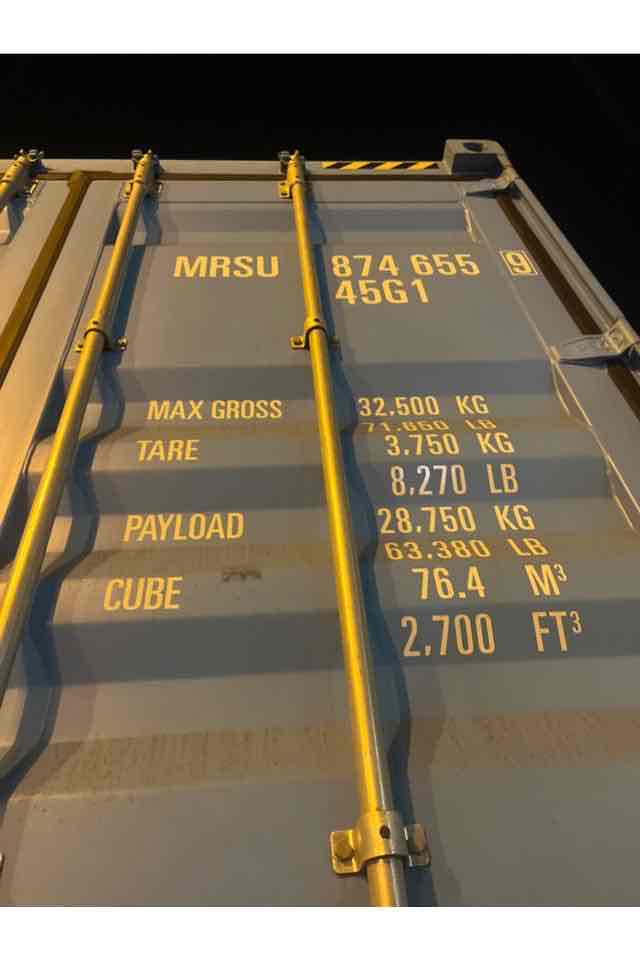 MRSU 874 655 9
45G1
MAX GROSS 32.500 KG
71.650 LB
TARE 3.750 KG
8,270 LB
PAYLOAD 28.750 KG
63.380 LB
CUBE 76.4 M³
2,700 FT³